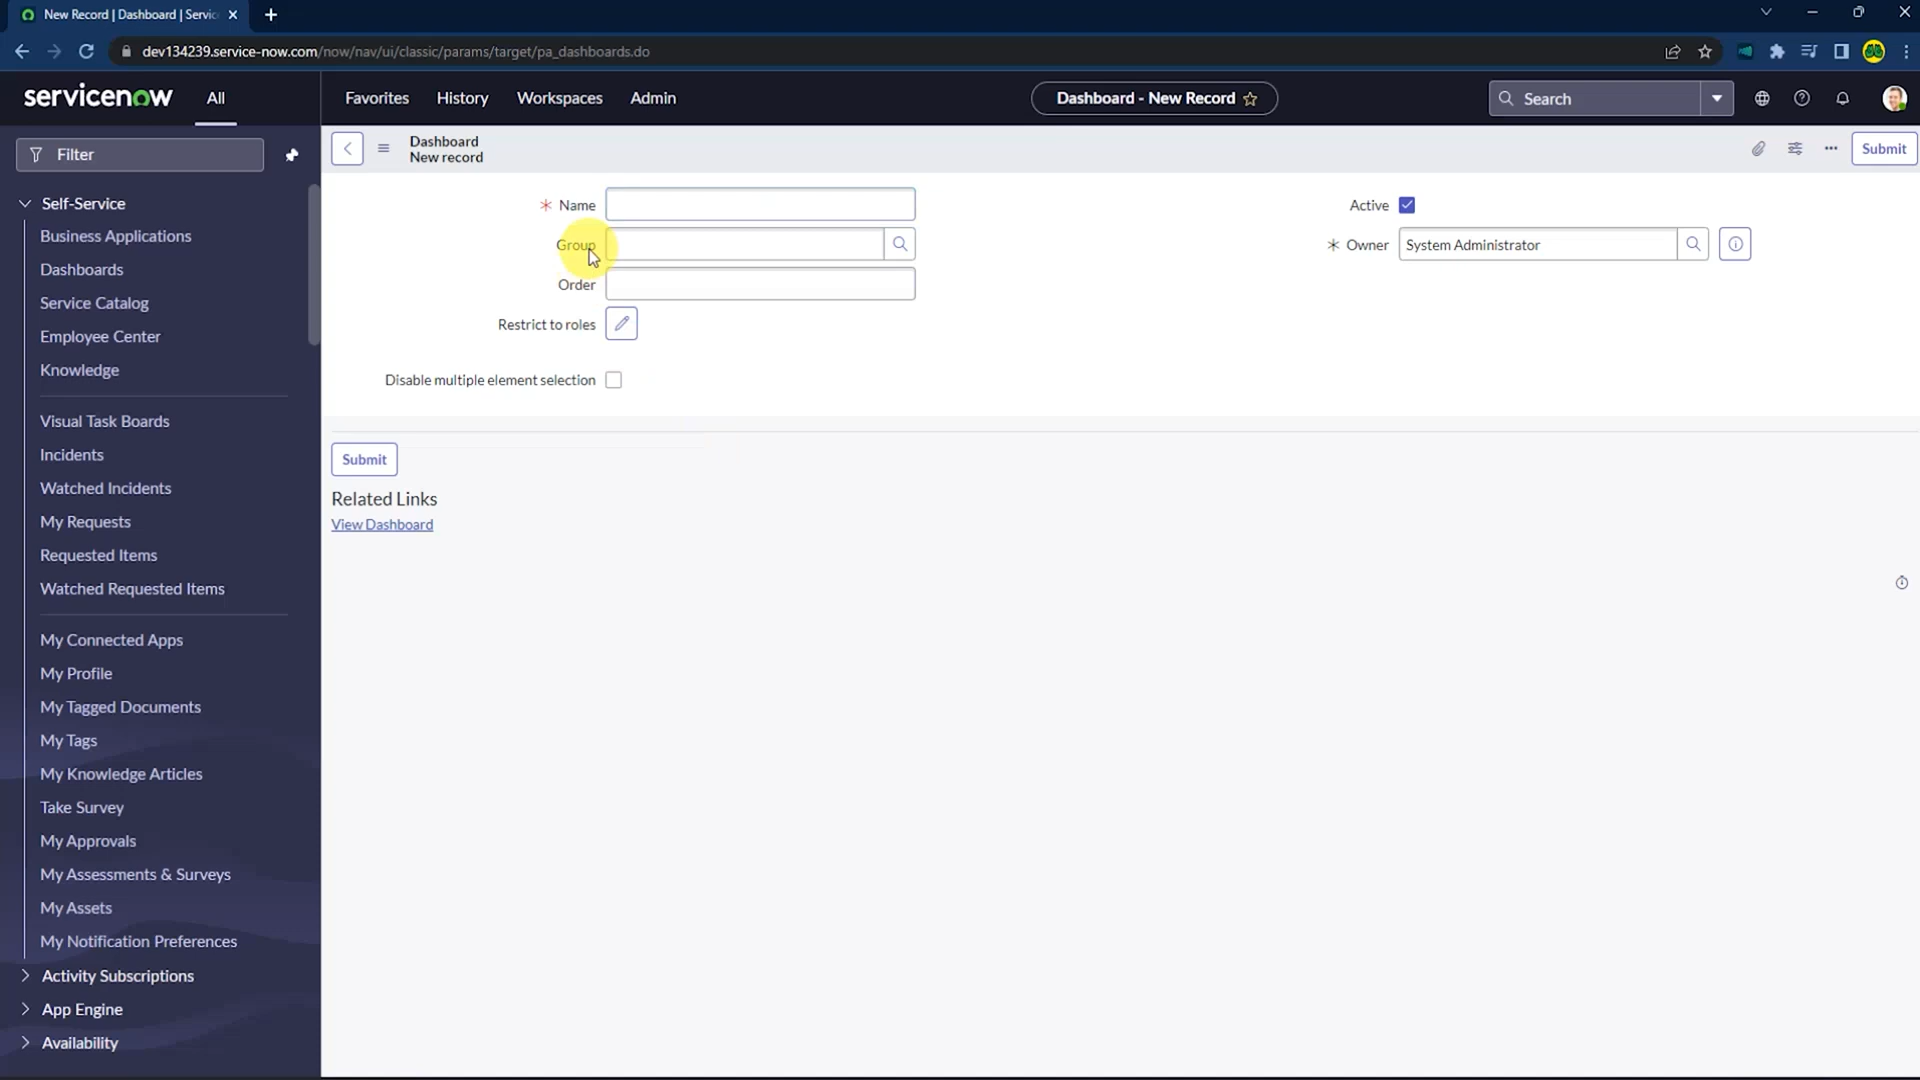 New Record | Dashboard | Servic
dev134239.service-now.com/now/nav/ui/classic/params/target/pa_dashboards.do
servicenow
All
Favorites
History
Workspaces
Admin
Dashboard - New Record
Search
Filter
Dashboard
New record
Submit
Self-Service
Business Applications
Dashboards
Service Catalog
Employee Center
Knowledge
Visual Task Boards
Incidents
Watched Incidents
My Requests
Requested Items
Watched Requested Items
My Connected Apps
My Profile
My Tagged Documents
My Tags
My Knowledge Articles
Take Survey
My Approvals
My Assessments & Surveys
My Assets
My Notification Preferences
Activity Subscriptions
App Engine
Availability
* Name
Active
Group
* Owner System Administrator
Order
Restrict to roles
Disable multiple element selection
Submit
Related Links
View Dashboard